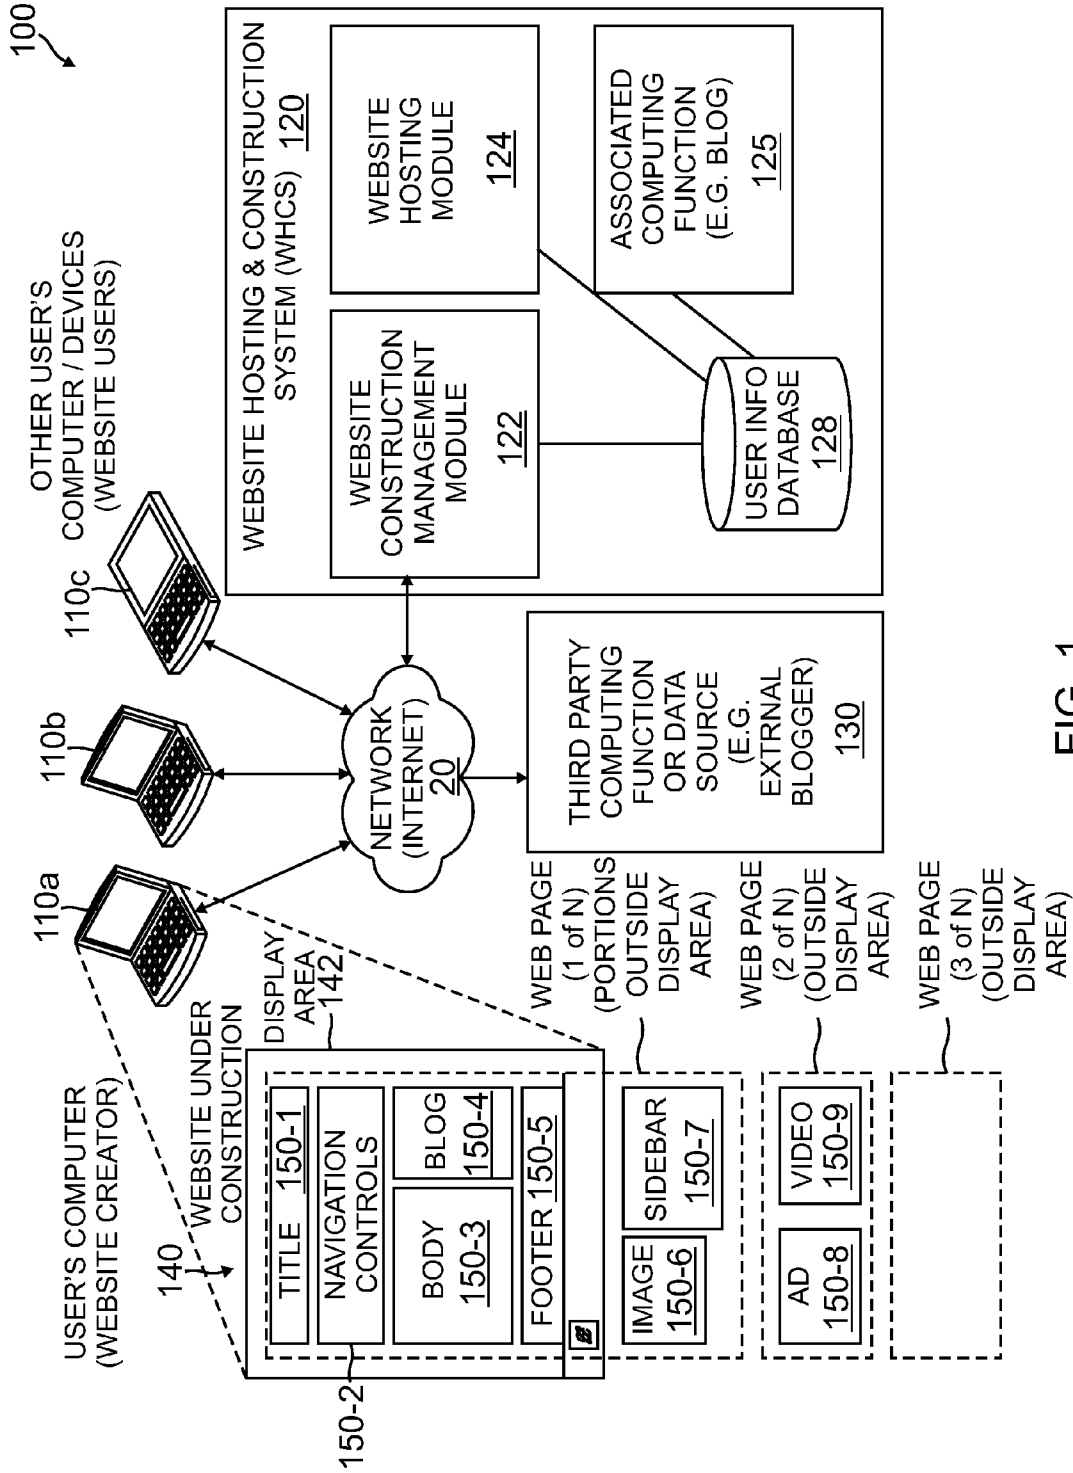 100
USER'S COMPUTER
(WEBSITE CREATOR)
110a
110b
110c
OTHER USER'S
COMPUTER / DEVICES
(WEBSITE USERS)
140
WEBSITE UNDER
CONSTRUCTION
DISPLAY
AREA
142
150-2
TITLE 150-1
NAVIGATION
CONTROLS
BODY
150-3
BLOG
150-4
FOOTER 150-5
IMAGE
150-6
SIDEBAR
150-7
AD
150-8
VIDEO
150-9
WEB PAGE
(1 of N)
(PORTIONS
OUTSIDE
DISPLAY
AREA)
WEB PAGE
(2 of N)
(OUTSIDE
DISPLAY
AREA)
WEB PAGE
(3 of N)
(OUTSIDE
DISPLAY
AREA)
NETWORK
(INTERNET)
20
THIRD PARTY
COMPUTING
FUNCTION
OR DATA
SOURCE
(E.G.
EXTRNAL
BLOGGER)
130
WEBSITE HOSTING & CONSTRUCTION
SYSTEM (WHCS) 120
WEBSITE
CONSTRUCTION
MANAGEMENT
MODULE
122
WEBSITE
HOSTING
MODULE
124
ASSOCIATED
COMPUTING
FUNCTION
(E.G. BLOG)
125
USER INFO
DATABASE
128
FIG. 1